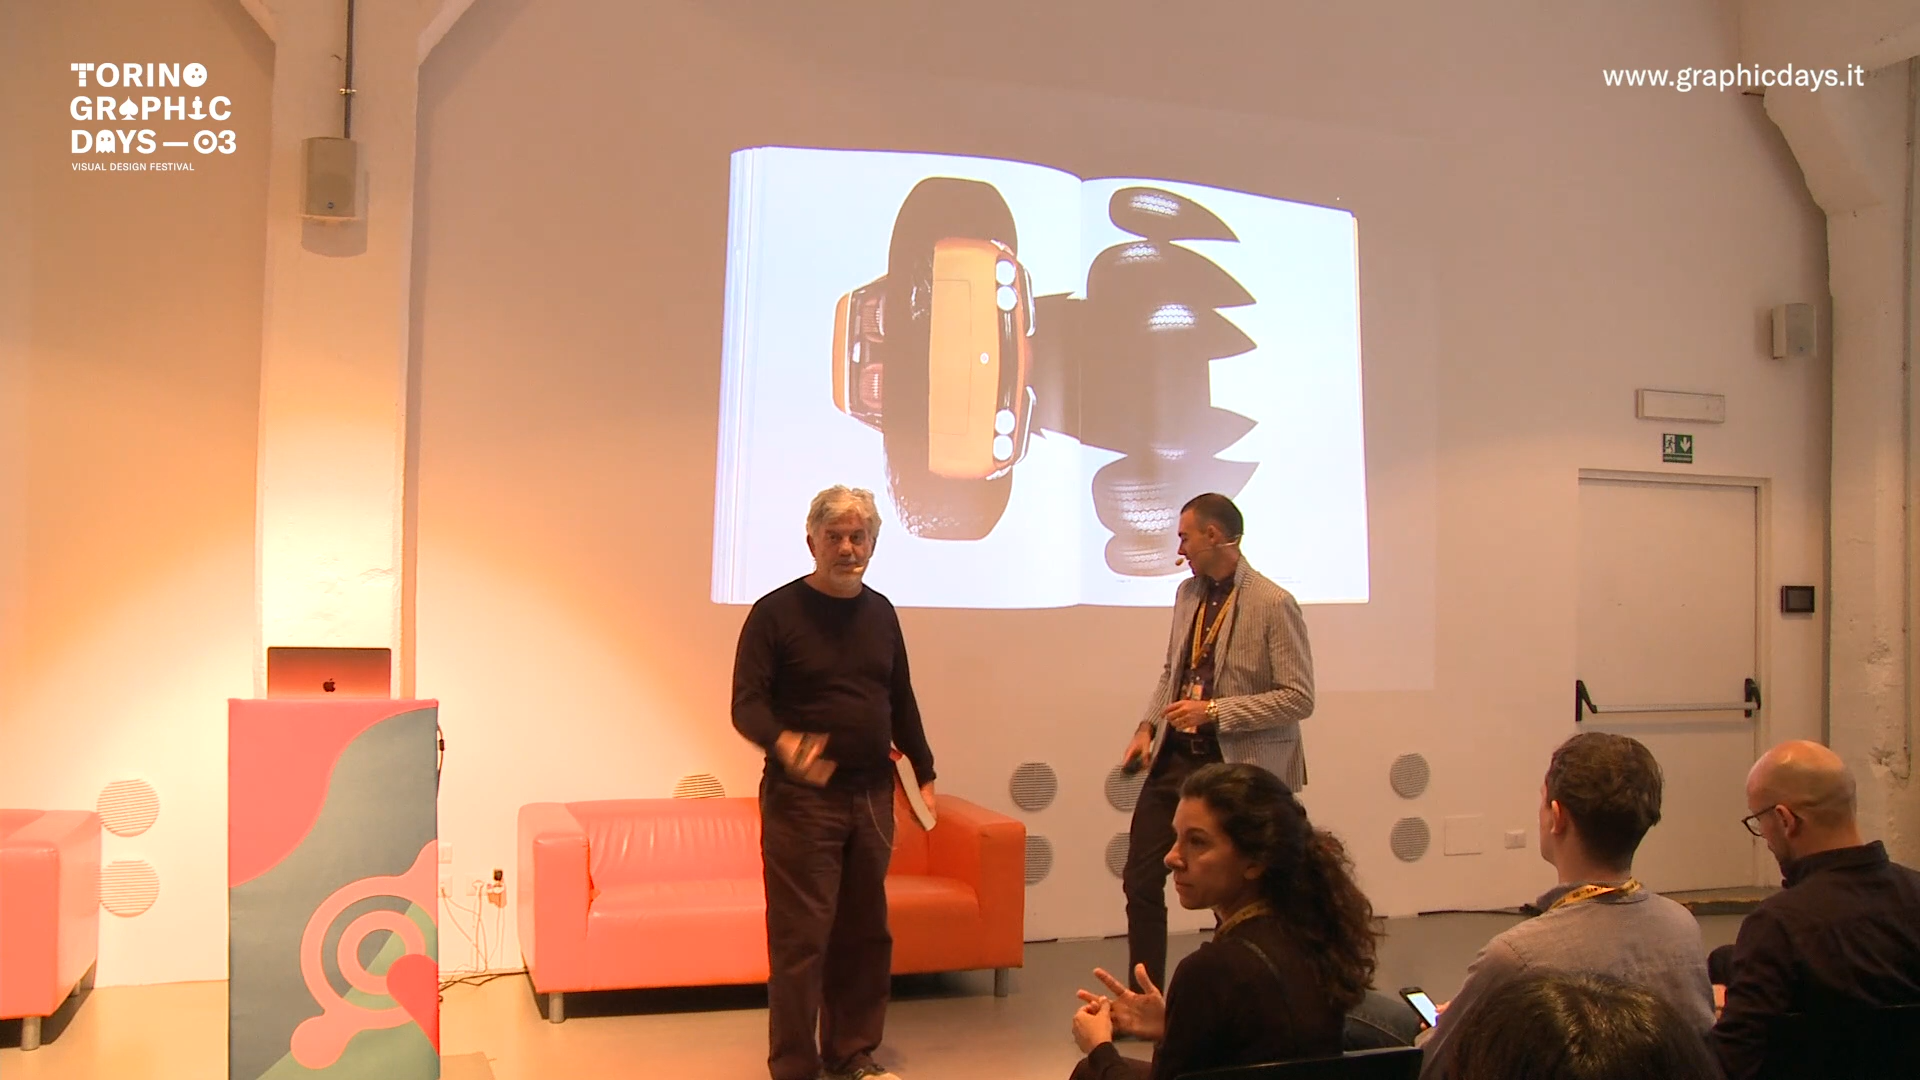 TORINO
GRAPHIC
DAYS—03
VISUAL DESIGN FESTIVAL
www.graphicdays.it